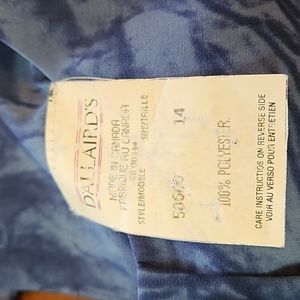 DALLAIRD'S
MADE IN CANADA
FABRIQUÉ AU CANADA
STYLE/MODÈLE SIZE/TAILLE
14
100% POLYESTER.
CARE INSTRUCTIONS ON REVERSE SIDE
VOIR AU VERSO POUR ENTRETIEN